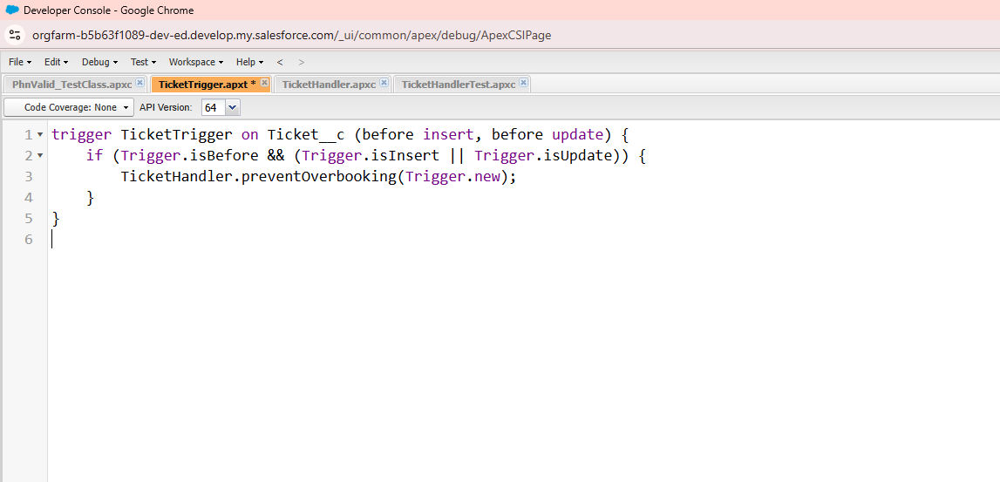 Developer Console - Google Chrome
orgfarm-b5b63f1089-dev-ed.develop.my.salesforce.com/_ui/common/apex/debug/ApexCSIPage
File Edit Debug Test Workspace Help < >
PhnValid_TestClass.apxc TicketTrigger.apxt * TicketHandler.apxc TicketHandlerTest.apxc
Code Coverage: None API Version: 64
1 trigger TicketTrigger on Ticket__c (before insert, before update) {
2     if (Trigger.isBefore && (Trigger.isInsert || Trigger.isUpdate)) {
3         TicketHandler.preventOverbooking(Trigger.new);
4     }
5 }
6